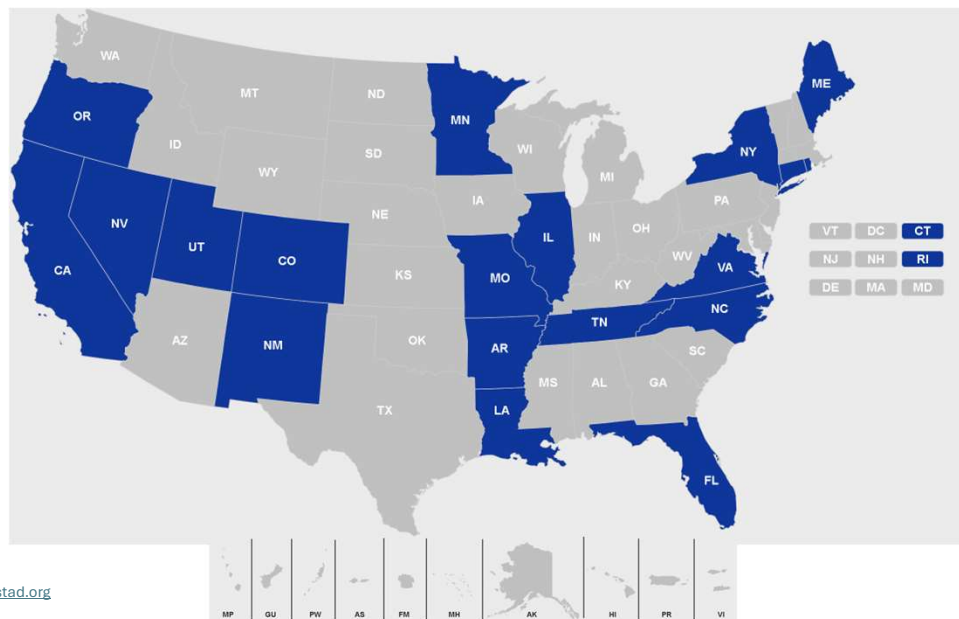 WA
MT
ND
MN
ME
OR
ID
SD
WI
NY
WY
MI
IA
PA
NE
NV
IL
IN
OH
VT DC CT
UT
CO
WV
VA
NJ NH RI
CA
KS
MO
KY
DE MA MD
NC
TN
AZ
NM
OK
AR
SC
MS
AL
GA
TX
LA
FL
stad.org
MP GU PW AS FM MH AK HI PR VI